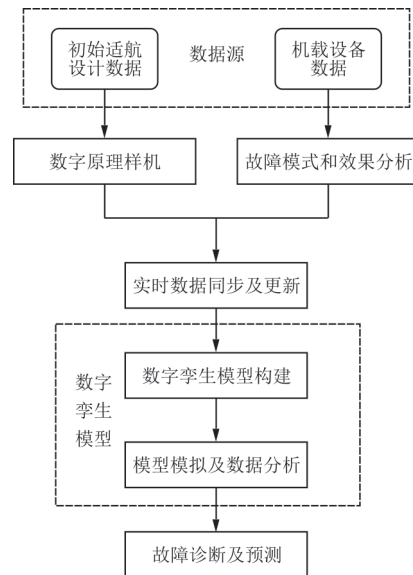 初始适航
设计数据
数据源
机载设备
数据
数字原理样机
故障模式和效果分析
实时数据同步及更新
数字
孪生
模型
数字孪生模型构建
模型模拟及数据分析
故障诊断及预测